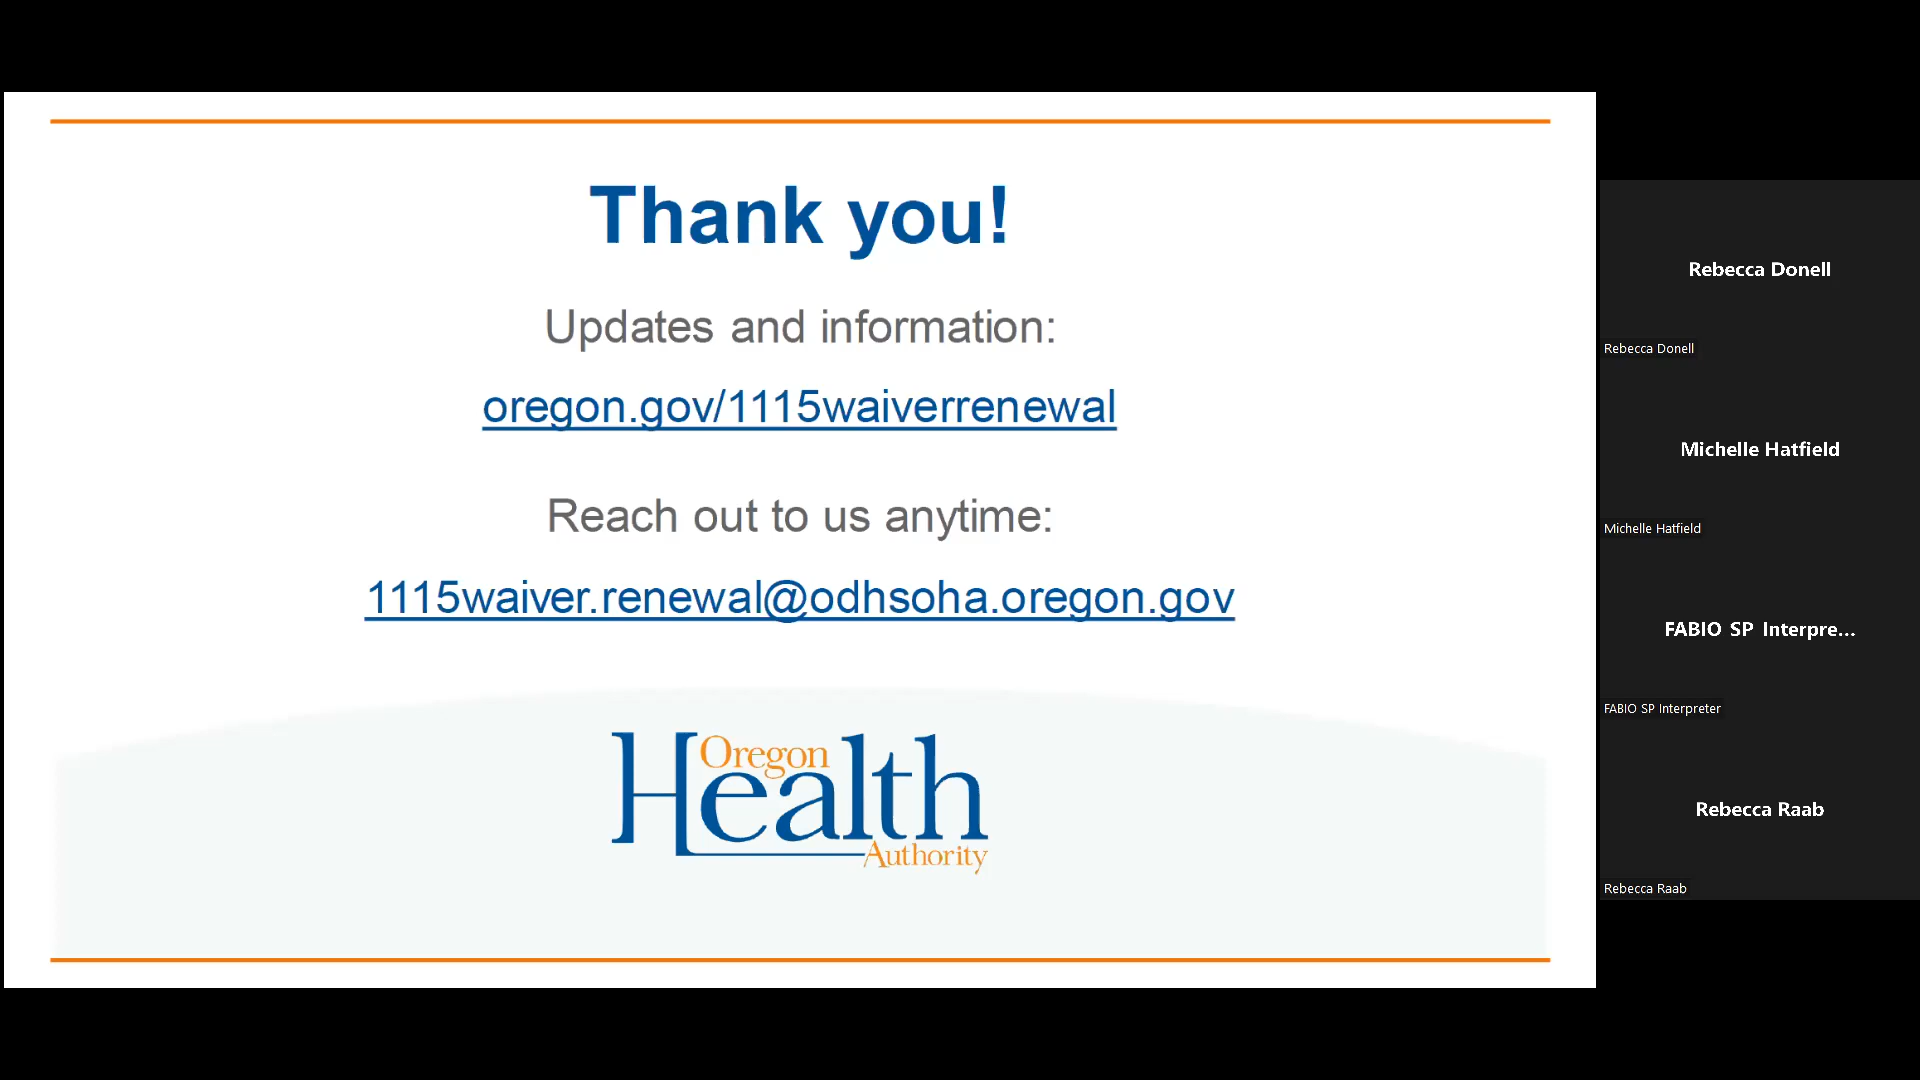 Thank you!
Updates and information:
oregon.gov/1115waiverrenewal
Reach out to us anytime:
1115waiver.renewal@odhsoha.oregon.gov
Oregon
Health
Authority
Rebecca Donell
Rebecca Donell
Michelle Hatfield
Michelle Hatfield
FABIO SP Interpre...
FABIO SP Interpreter
Rebecca Raab
Rebecca Raab